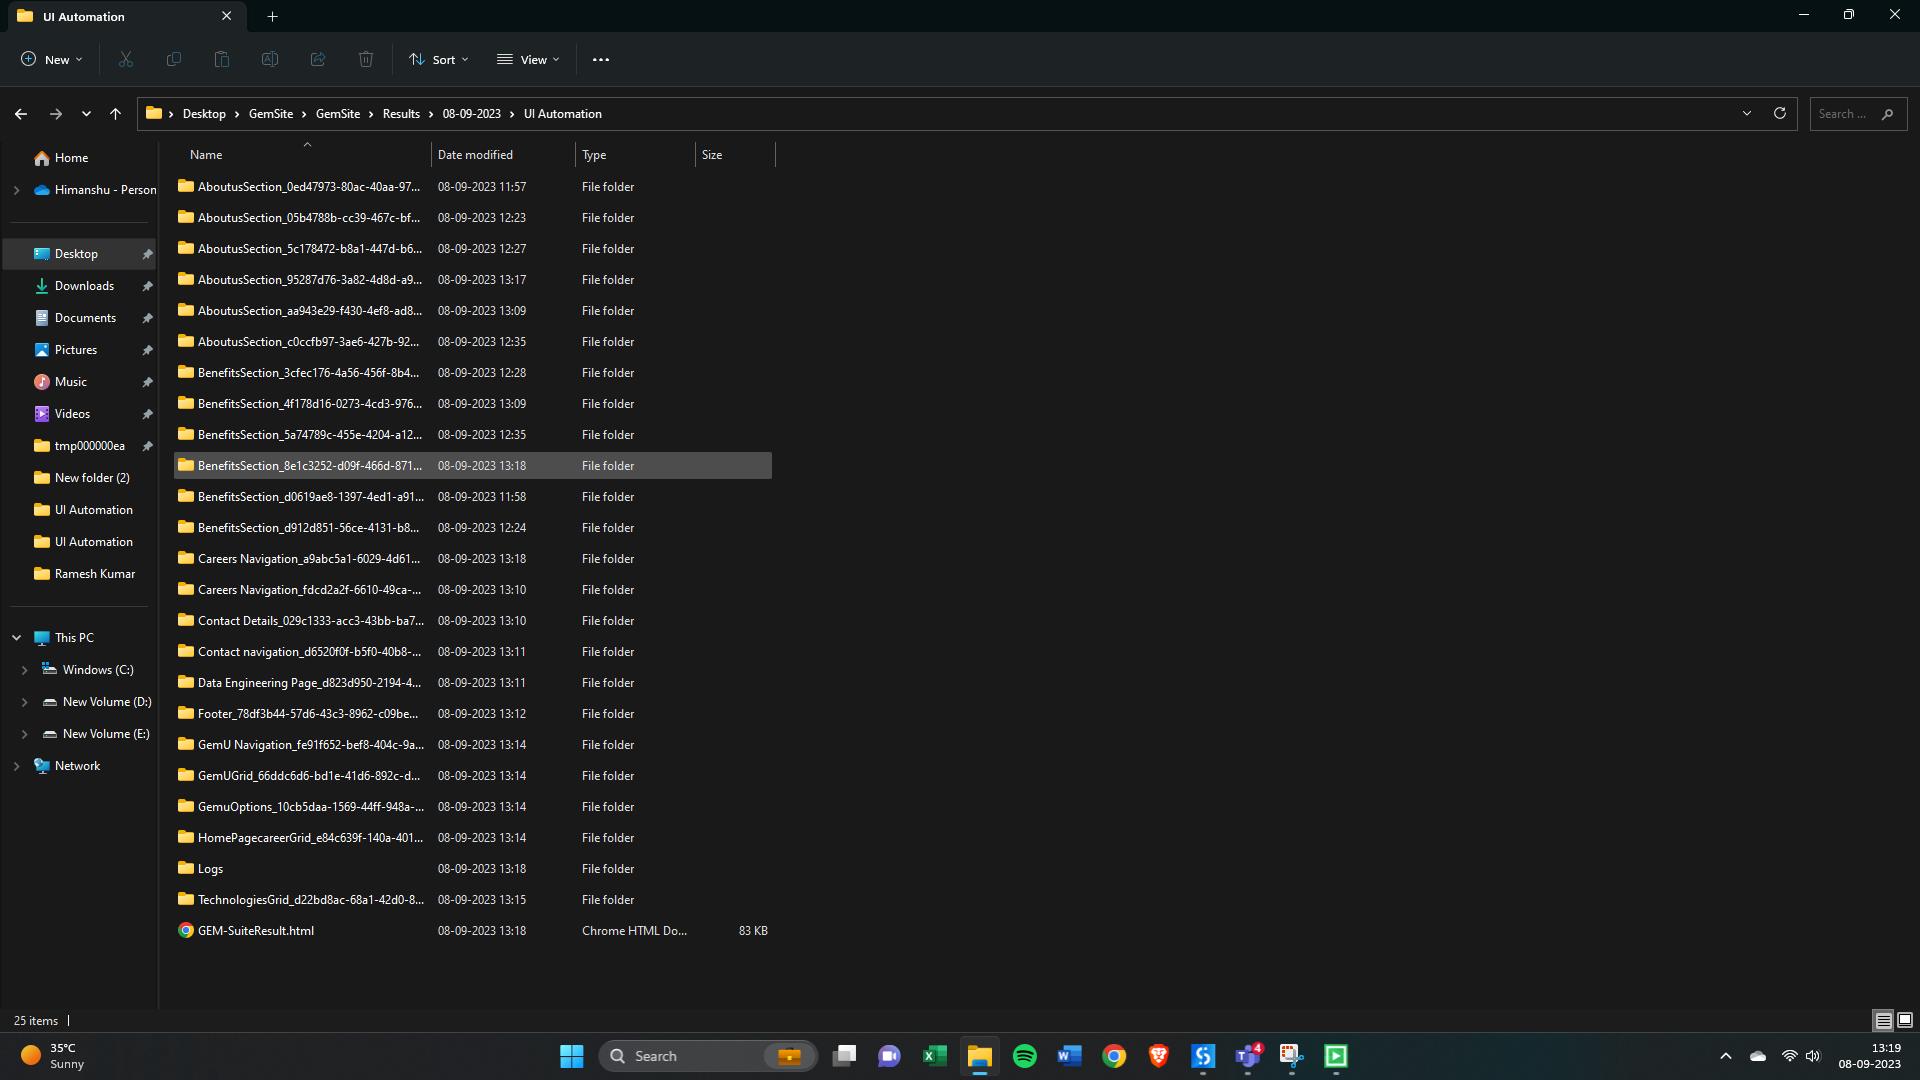 UI Automation
New
Sort
View
Desktop > GemSite > GemSite > Results > 08-09-2023 > UI Automation
Search ...
Home
Himanshu - Person
Desktop
Downloads
Documents
Pictures
Music
Videos
tmp000000ea
New folder (2)
UI Automation
UI Automation
Ramesh Kumar
This PC
Windows (C:)
New Volume (D:)
New Volume (E:)
Network
Name Date modified Type Size
AboutusSection_0ed47973-80ac-40aa-97... 08-09-2023 11:57 File folder
AboutusSection_05b4788b-cc39-467c-bf... 08-09-2023 12:23 File folder
AboutusSection_5c178472-b8a1-447d-b6... 08-09-2023 12:27 File folder
AboutusSection_95287d76-3a82-4d8d-a9... 08-09-2023 13:17 File folder
AboutusSection_aa943e29-f430-4ef8-ad8... 08-09-2023 13:09 File folder
AboutusSection_c0ccfb97-3ae6-427b-92... 08-09-2023 12:35 File folder
BenefitsSection_3cfec176-4a56-456f-8b4... 08-09-2023 12:28 File folder
BenefitsSection_4f178d16-0273-4cd3-976... 08-09-2023 13:09 File folder
BenefitsSection_5a74789c-455e-4204-a12... 08-09-2023 12:35 File folder
BenefitsSection_8e1c3252-d09f-466d-871... 08-09-2023 13:18 File folder
BenefitsSection_d0619ae8-1397-4ed1-a91... 08-09-2023 11:58 File folder
BenefitsSection_d912d851-56ce-4131-b8... 08-09-2023 12:24 File folder
Careers Navigation_a9abc5a1-6029-4d61... 08-09-2023 13:18 File folder
Careers Navigation_fdcd2a2f-6610-49ca-... 08-09-2023 13:10 File folder
Contact Details_029c1333-acc3-43bb-ba7... 08-09-2023 13:10 File folder
Contact navigation_d6520f0f-b5f0-40b8-... 08-09-2023 13:11 File folder
Data Engineering Page_d823d950-2194-4... 08-09-2023 13:11 File folder
Footer_78df3b44-57d6-43c3-8962-c09be... 08-09-2023 13:12 File folder
GemU Navigation_fe91f652-bef8-404c-9a... 08-09-2023 13:14 File folder
GemUGrid_66ddc6d6-bd1e-41d6-892c-d... 08-09-2023 13:14 File folder
GemuOptions_10cb5daa-1569-44ff-948a-... 08-09-2023 13:14 File folder
HomePagecareerGrid_e84c639f-140a-401... 08-09-2023 13:14 File folder
Logs 08-09-2023 13:18 File folder
TechnologiesGrid_d22bd8ac-68a1-42d0-8... 08-09-2023 13:15 File folder
GEM-SuiteResult.html 08-09-2023 13:18 Chrome HTML Do... 83 KB
25 items
35°C
Sunny
Search
4
13:19
08-09-2023